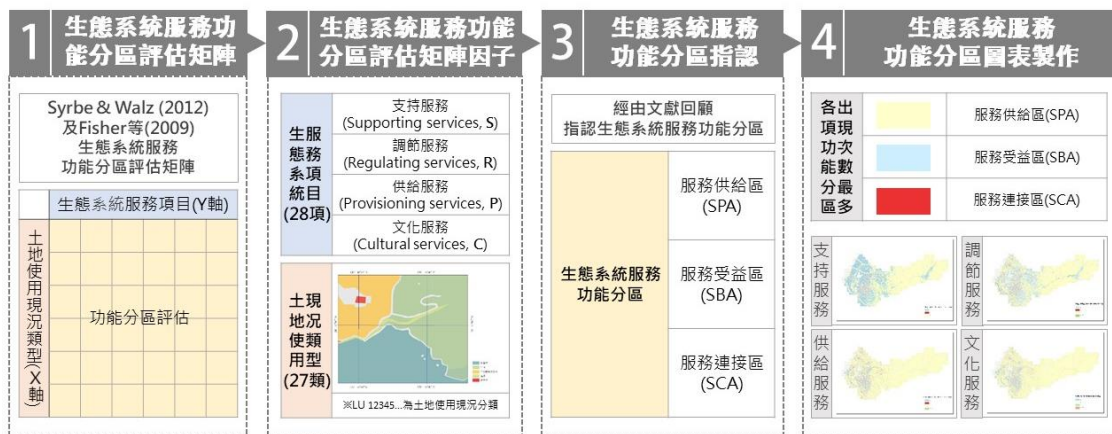 1
生態系統服務功
能分區評估矩陣
Syrbe & Walz (2012)
及Fisher等(2009)
生態系統服務
功能分區評估矩陣
生態系統服務項目(Y軸)
土地使用現況類型(X軸)
功能分區評估
2
生態系統服務功能
分區評估矩陣因子
生態系統服務項目(28項)
支持服務
(Supporting services, S)
調節服務
(Regulating services, R)
供給服務
(Provisioning services, P)
文化服務
(Cultural services, C)
土地使用現況類型(27類)
※LU 12345...為土地使用現況分類
3
生態系統服務
功能分區指認
經由文獻回顧
指認生態系統服務功能分區
生態系統服務
功能分區
服務供給區
(SPA)
服務受益區
(SBA)
服務連接區
(SCA)
4
生態系統服務
功能分區圖表製作
各項功能分區
出現次數最多
服務供給區(SPA)
服務受益區(SBA)
服務連接區(SCA)
支持服務
調節服務
供給服務
文化服務